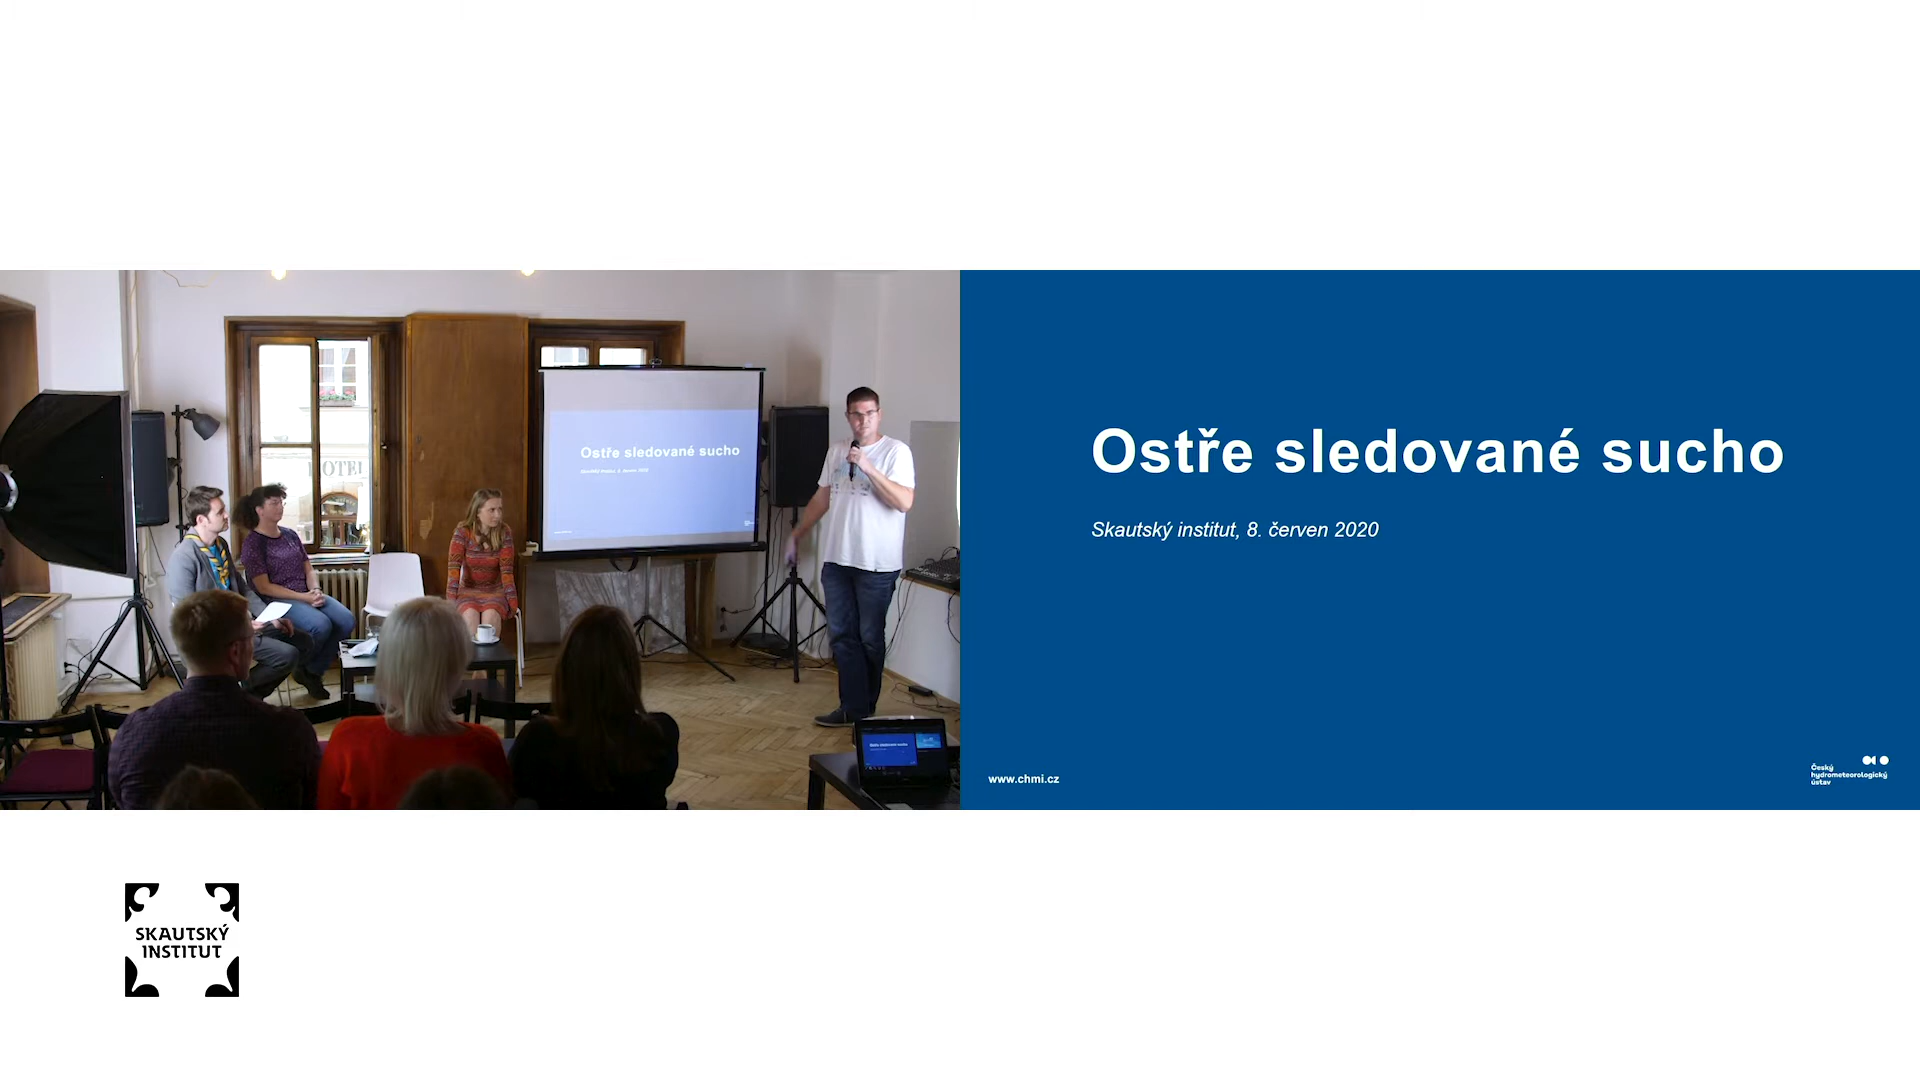 HOTEL
Ostře sledované sucho
Ostře sledované sucho
Skautský institut, 8. červen 2020
www.chmi.cz
Český
hydrometeorologický
ústav
SKAUTSKÝ
INSTITUT